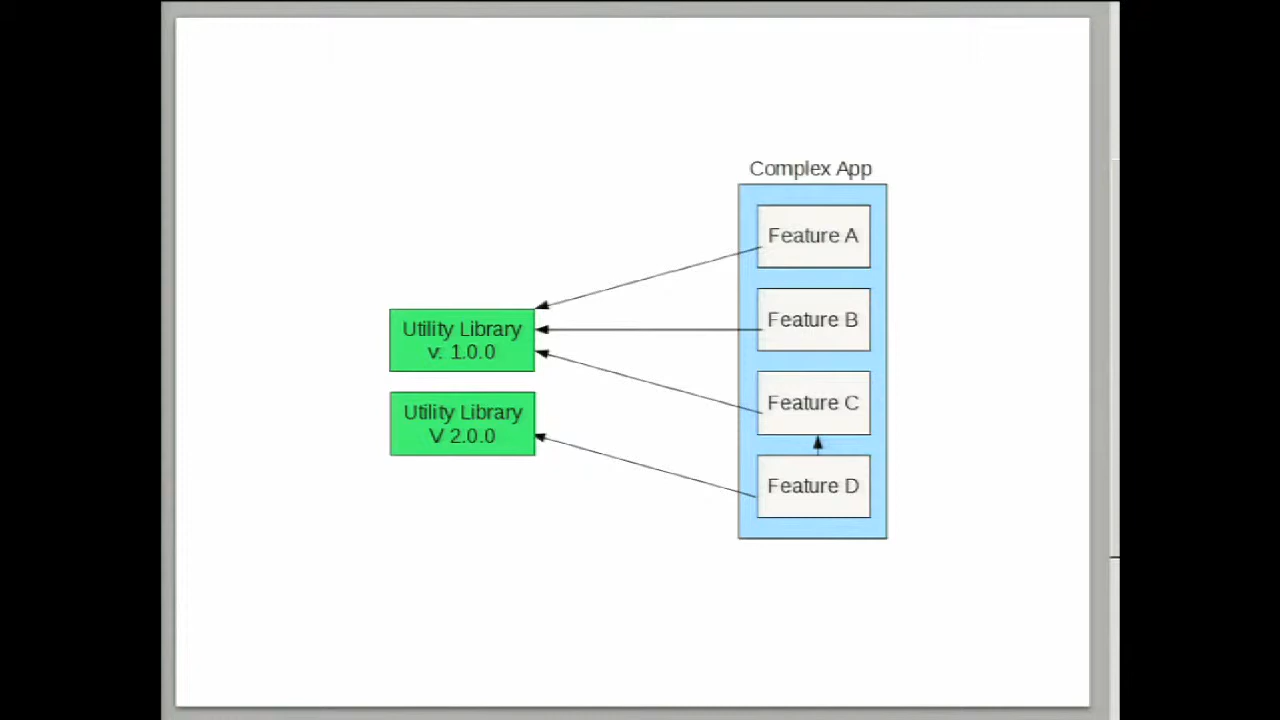 Complex App
Feature A
Feature B
Utility Library
v: 1.0.0
Feature C
Utility Library
V 2.0.0
Feature D